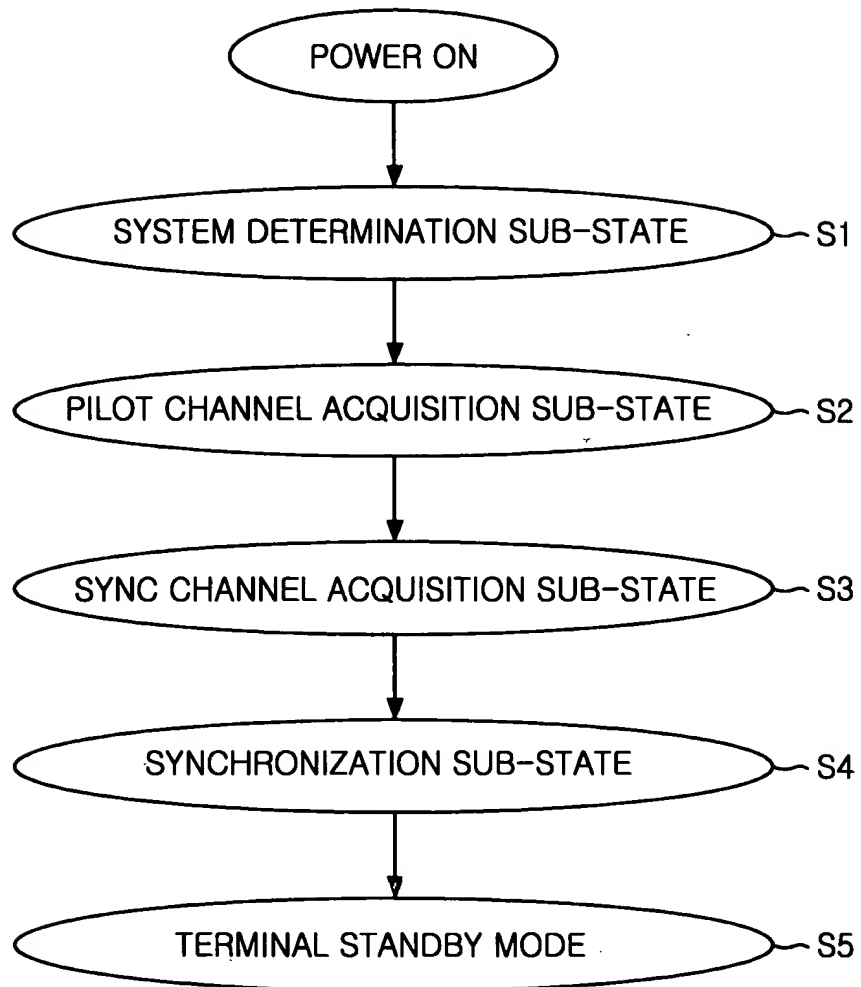 POWER ON
SYSTEM DETERMINATION SUB-STATE S1
PILOT CHANNEL ACQUISITION SUB-STATE S2
SYNC CHANNEL ACQUISITION SUB-STATE S3
SYNCHRONIZATION SUB-STATE S4
TERMINAL STANDBY MODE S5